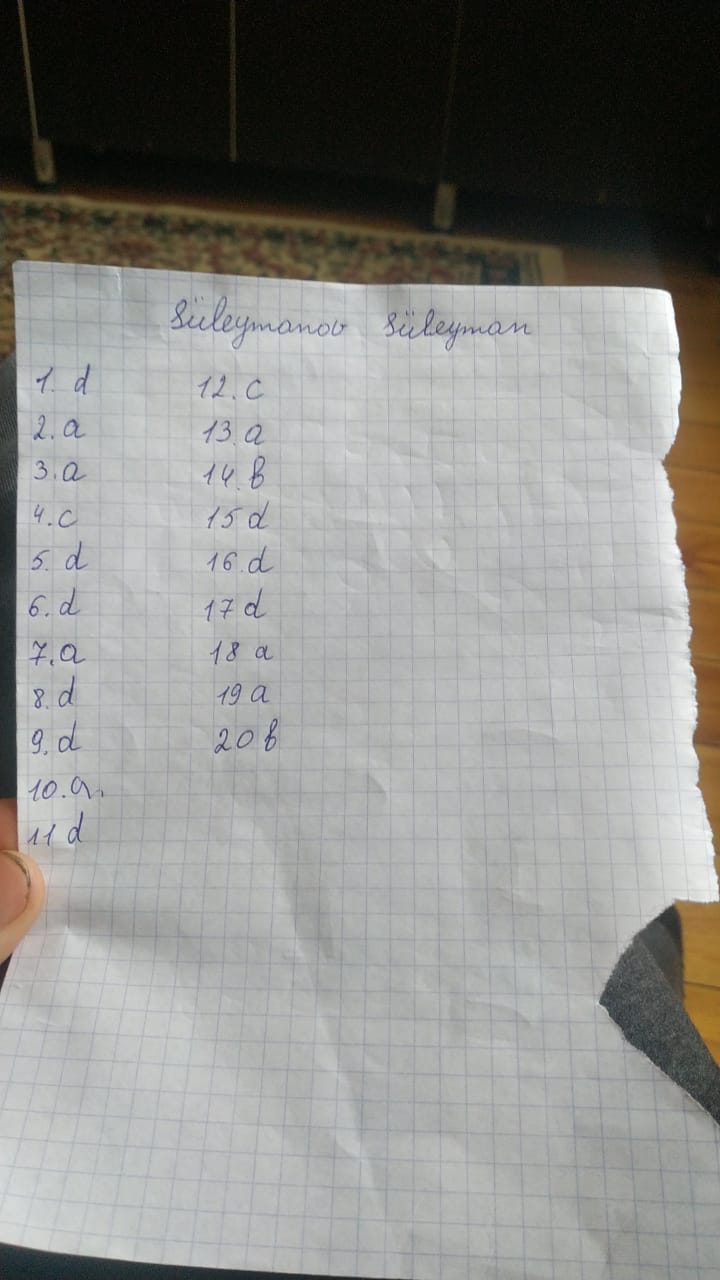 Süleymanov Süleyman
1. d
2. a
3. a
4. c
5. d
6. d
7. a
8. d
9. d
10. a.
11 d
12. c
13. a
14. b
15 d
16. d
17 d
18 a
19 a
20 b